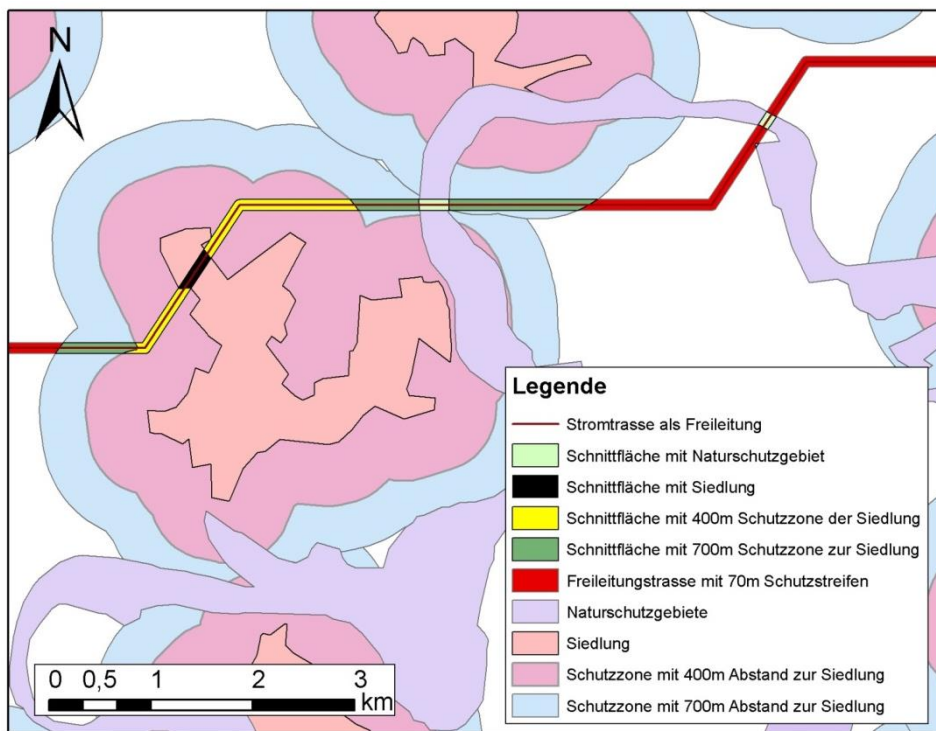 N
Legende
Stromtrasse als Freileitung
Schnittfläche mit Naturschutzgebiet
Schnittfläche mit Siedlung
Schnittfläche mit 400m Schutzzone der Siedlung
Schnittfläche mit 700m Schutzzone zur Siedlung
Freileitungstrasse mit 70m Schutzstreifen
Naturschutzgebiete
Siedlung
Schutzzone mit 400m Abstand zur Siedlung
Schutzzone mit 700m Abstand zur Siedlung
0 0,5 1 2 3
km